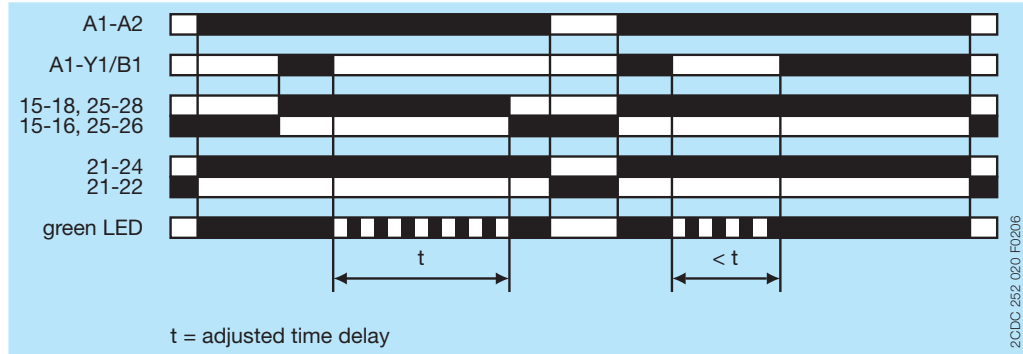 A1-A2
A1-Y1/B1
15-18, 25-28
15-16, 25-26
21-24
21-22
green LED
t
< t
t = adjusted time delay
2CDC 252 020 F0206